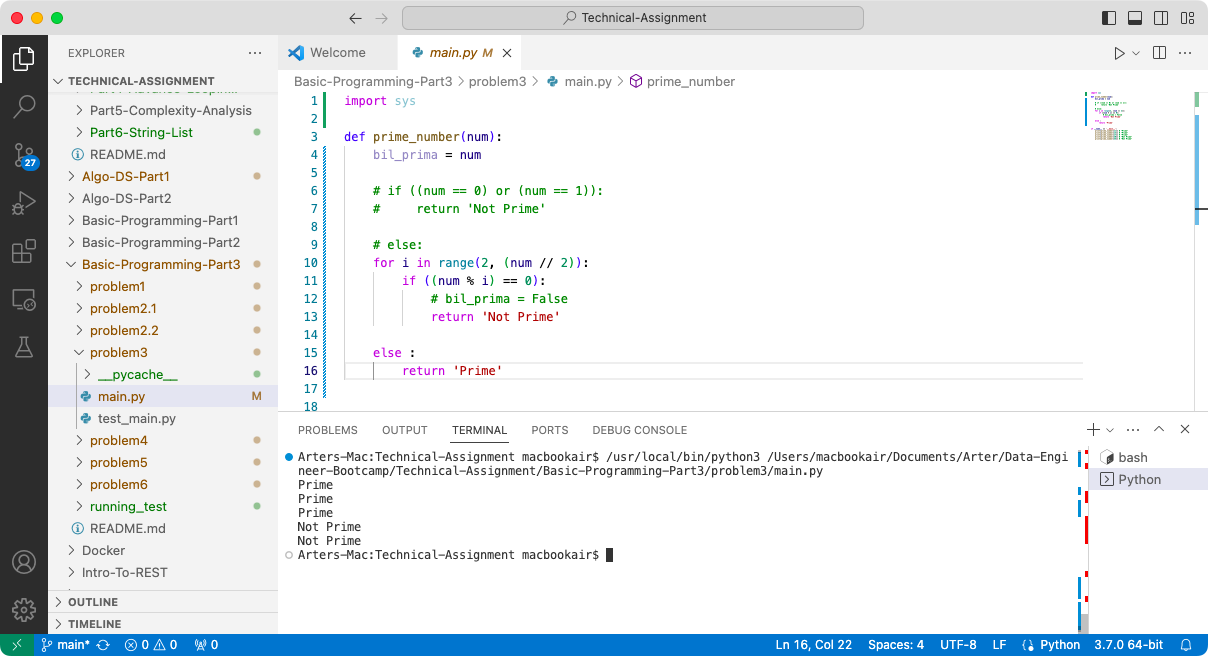 Technical-Assignment
EXPLORER
Welcome
main.py M
TECHNICAL-ASSIGNMENT
Part5-Complexity-Analysis
Part6-String-List
README.md
Algo-DS-Part1
Algo-DS-Part2
Basic-Programming-Part1
Basic-Programming-Part2
Basic-Programming-Part3
problem1
problem2.1
problem2.2
problem3
__pycache__
main.py M
test_main.py
problem4
problem5
problem6
running_test
README.md
Docker
Intro-To-REST
OUTLINE
TIMELINE
27
Basic-Programming-Part3 > problem3 > main.py > prime_number
1 import sys
2
3 def prime_number(num):
4 bil_prima = num
5
6 # if ((num == 0) or (num == 1)):
7 #     return 'Not Prime'
8
9 # else:
10 for i in range(2, (num // 2)):
11 if ((num % i) == 0):
12 # bil_prima = False
13 return 'Not Prime'
14
15 else :
16 return 'Prime'
17
18
PROBLEMS OUTPUT TERMINAL PORTS DEBUG CONSOLE
Arters-Mac:Technical-Assignment macbookair$ /usr/local/bin/python3 /Users/macbookair/Documents/Arter/Data-Engi
neer-Bootcamp/Technical-Assignment/Basic-Programming-Part3/problem3/main.py
Prime
Prime
Prime
Not Prime
Not Prime
Arters-Mac:Technical-Assignment macbookair$
bash
Python
main* 0 0 0 Ln 16, Col 22 Spaces: 4 UTF-8 LF Python 3.7.0 64-bit